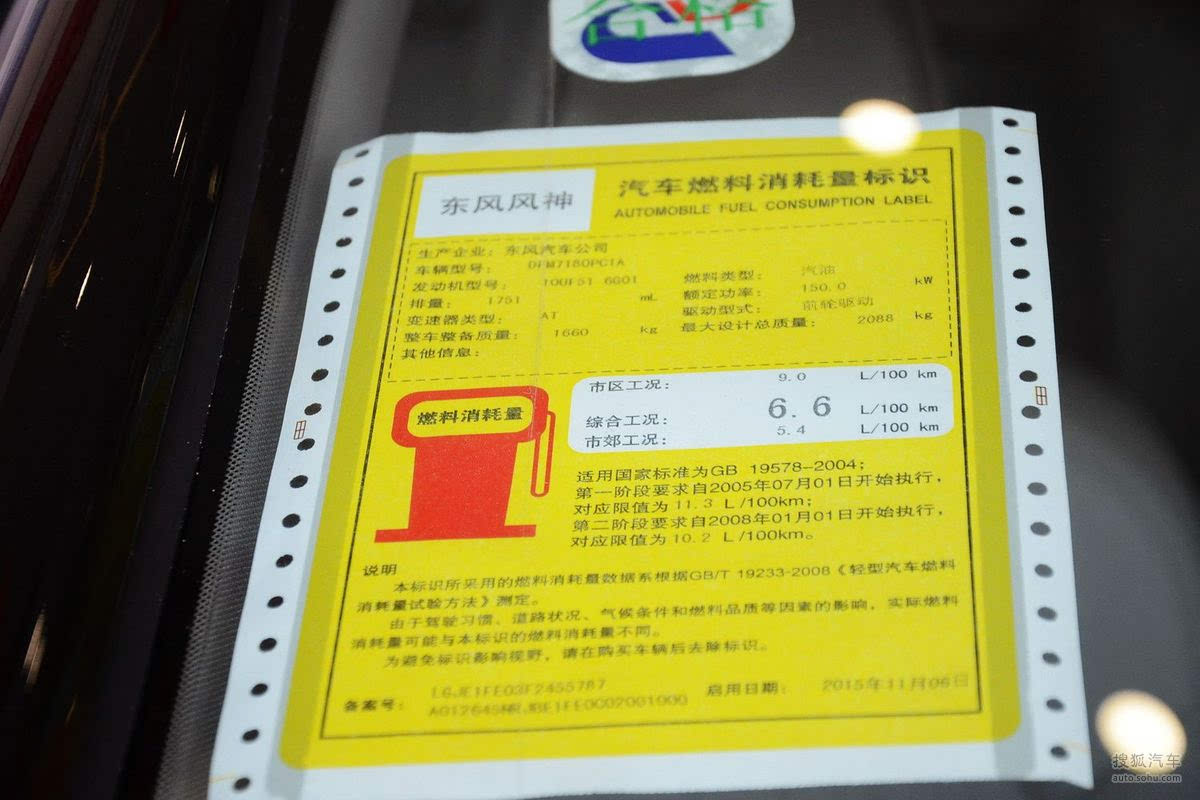 合格
东风风神
汽车燃料消耗量标识
AUTOMOBILE FUEL CONSUMPTION LABEL
生产企业： 东风汽车公司
车辆型号： DFM7180PC1A
发动机型号： 10UF51 6G01 燃料类型： 汽油
排量： 1751 mL 额定功率： 150.0 kW
变速器类型： AT 驱动型式： 前轮驱动
整车整备质量： 1660 kg 最大设计总质量： 2088 kg
其他信息：
燃料消耗量
市区工况： 9.0 L/100 km
综合工况： 6.6 L/100 km
市郊工况： 5.4 L/100 km
适用国家标准为GB 19578-2004；
第一阶段要求自2005年07月01日开始执行，
对应限值为 11.3 L /100km；
第二阶段要求自2008年01月01日开始执行，
对应限值为 10.2 L /100km。
说明
本标识所采用的燃料消耗量数据系根据GB/T 19233-2008《轻型汽车燃料
消耗量试验方法》测定。
由于驾驶习惯、道路状况、气候条件和燃料品质等因素的影响，实际燃料
消耗量可能与本标识的燃料消耗量不同。
为避免标识影响视野，请在购买车辆后去除标识。
备案号： LGJE1FE03F2455787 启用日期： 2015年11月06日
搜狐汽车
auto.sohu.com